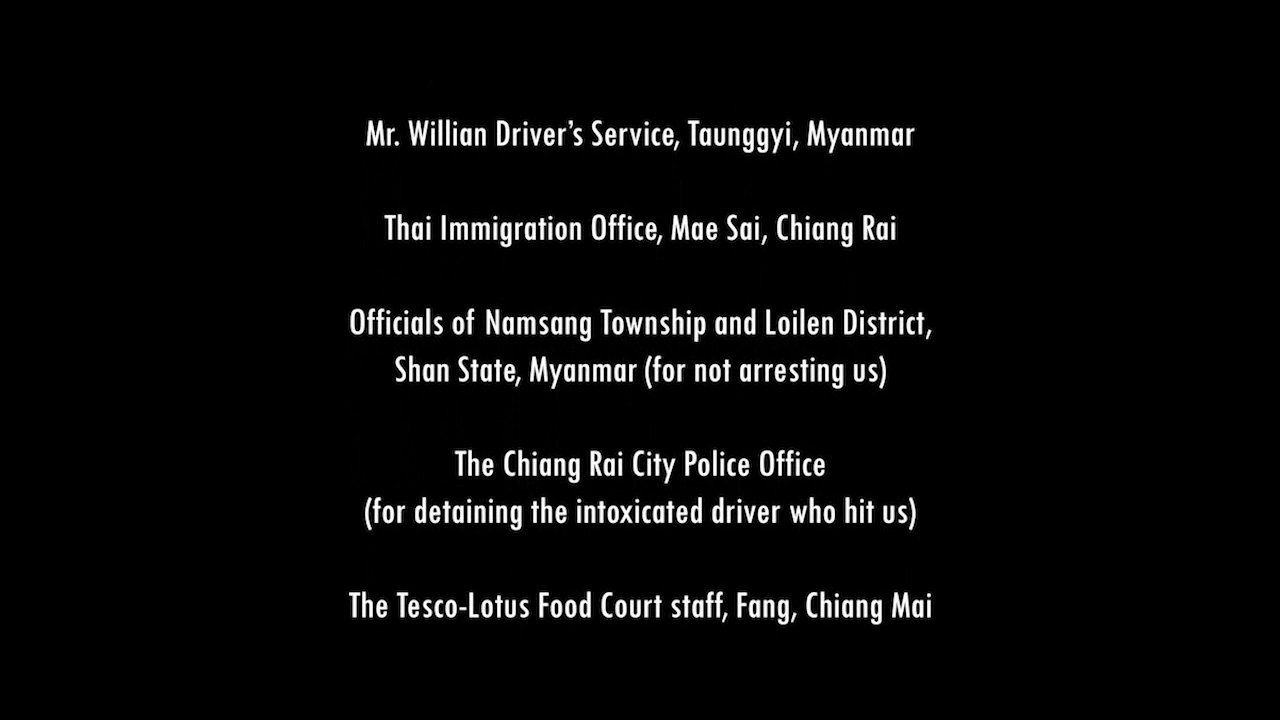 Mr. Willian Driver’s Service, Taunggyi, Myanmar
Thai Immigration Office, Mae Sai, Chiang Rai
Officials of Namsang Township and Loilen District,
Shan State, Myanmar (for not arresting us)
The Chiang Rai City Police Office
(for detaining the intoxicated driver who hit us)
The Tesco-Lotus Food Court staff, Fang, Chiang Mai